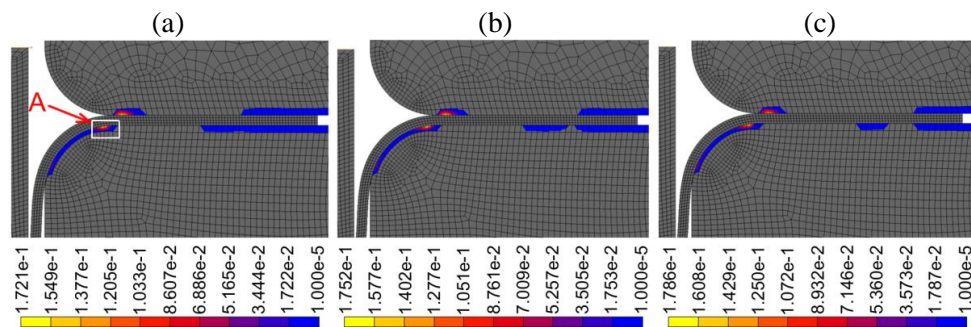 (a) (b) (c)
A
1.721e-1 1.549e-1 1.377e-1 1.205e-1 1.033e-1 8.607e-2 6.886e-2 5.165e-2 3.444e-2 1.722e-2 1.000e-5
1.752e-1 1.577e-1 1.402e-1 1.277e-1 1.051e-1 8.761e-2 7.009e-2 5.257e-2 3.505e-2 1.753e-2 1.000e-5
1.786e-1 1.608e-1 1.429e-1 1.250e-1 1.072e-1 8.932e-2 7.146e-2 5.360e-2 3.573e-2 1.787e-2 1.000e-5